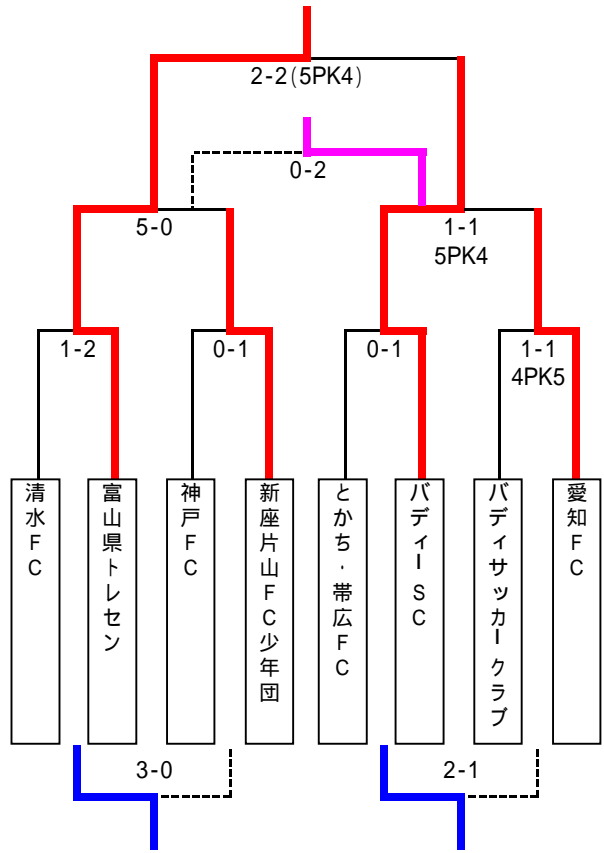 2-2(5PK4)
0-2
5-0
1-1
5PK4
1-2
0-1
0-1
1-1
4PK5
清水FC
富山県トレセン
神戸FC
新座片山FC少年団
とかち・帯広FC
バディーSC
バディサッカークラブ
愛知FC
3-0
2-1